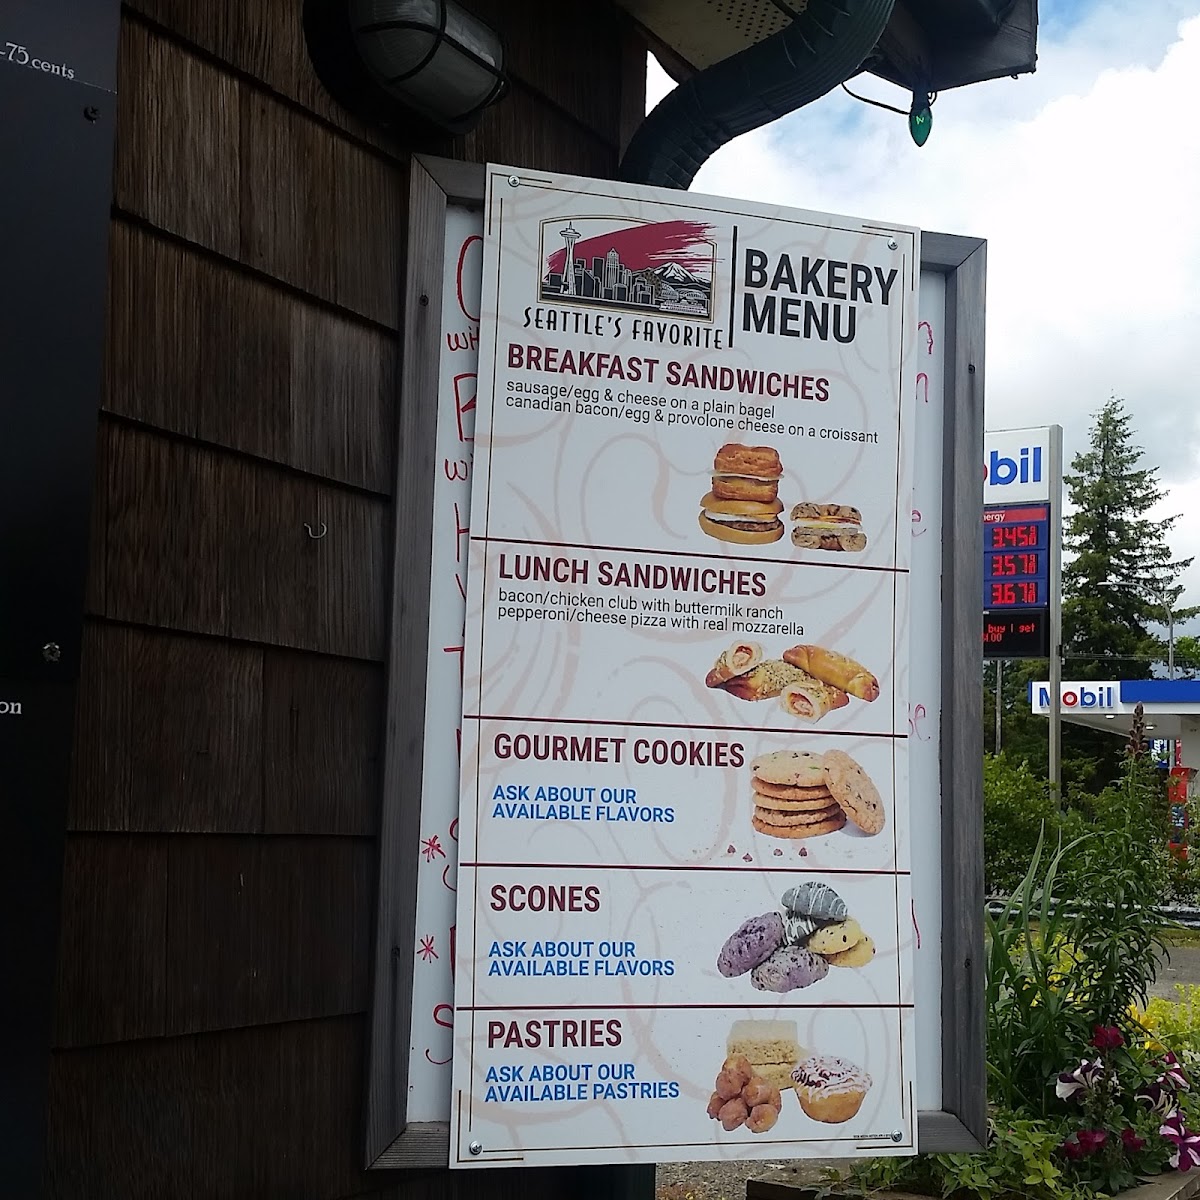 -75 cents
on
SEATTLE'S FAVORITE
BAKERY
MENU
BREAKFAST SANDWICHES
sausage/egg & cheese on a plain bagel
canadian bacon/egg & provolone cheese on a croissant
LUNCH SANDWICHES
bacon/chicken club with buttermilk ranch
pepperoni/cheese pizza with real mozzarella
GOURMET COOKIES
ASK ABOUT OUR
AVAILABLE FLAVORS
SCONES
ASK ABOUT OUR
AVAILABLE FLAVORS
PASTRIES
ASK ABOUT OUR
AVAILABLE PASTRIES
obil
ergy
3.45
3.57
3.67
buy 1 get
Mobil